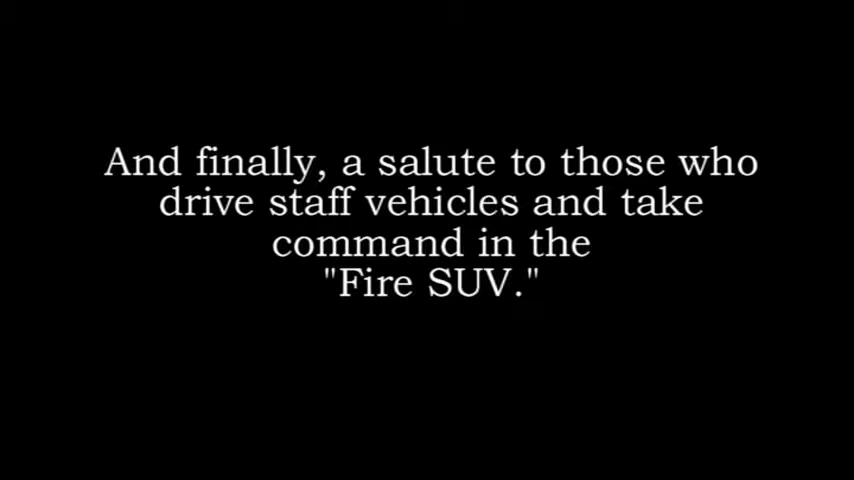 And finally, a salute to those who
drive staff vehicles and take
command in the
"Fire SUV."